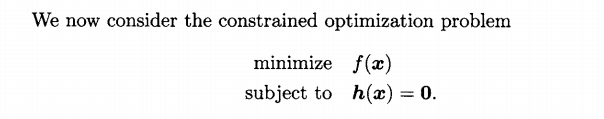 We now consider the constrained optimization problem
minimize f(x)
subject to h(x) = 0.